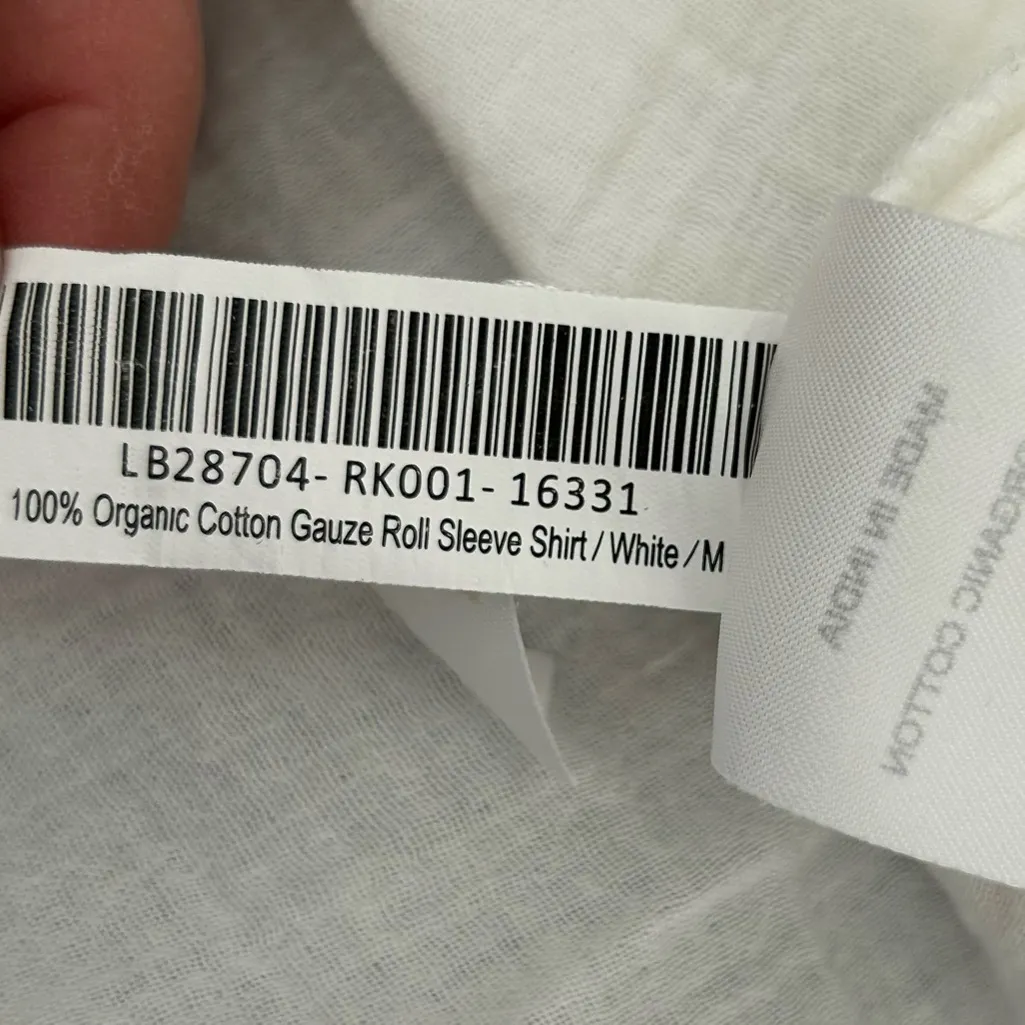 LB28704- RK001- 16331
100% Organic Cotton Gauze Roll Sleeve Shirt / White / M
MADE IN INDIA
ORGANIC COTTON